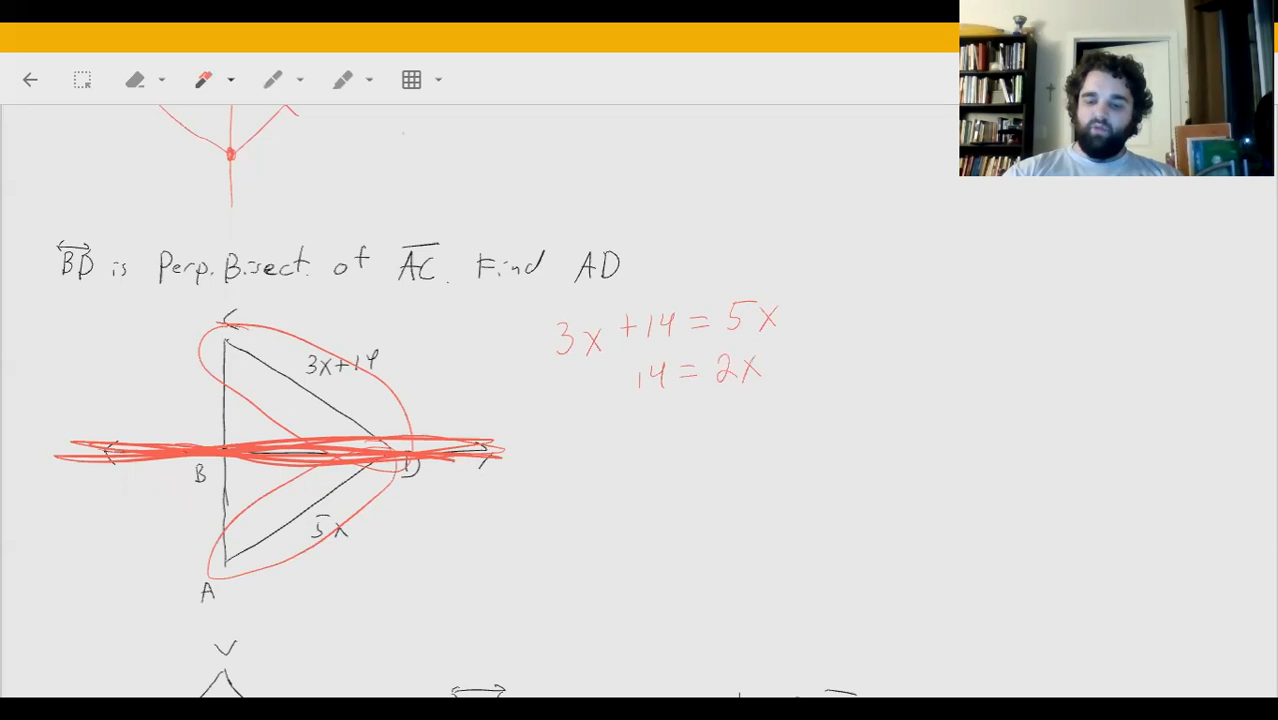 BD is Perp. Bisect. of AC. Find AD
C
3x+14 = 5x
3x+14
14 = 2x
B
D
5x
A
V